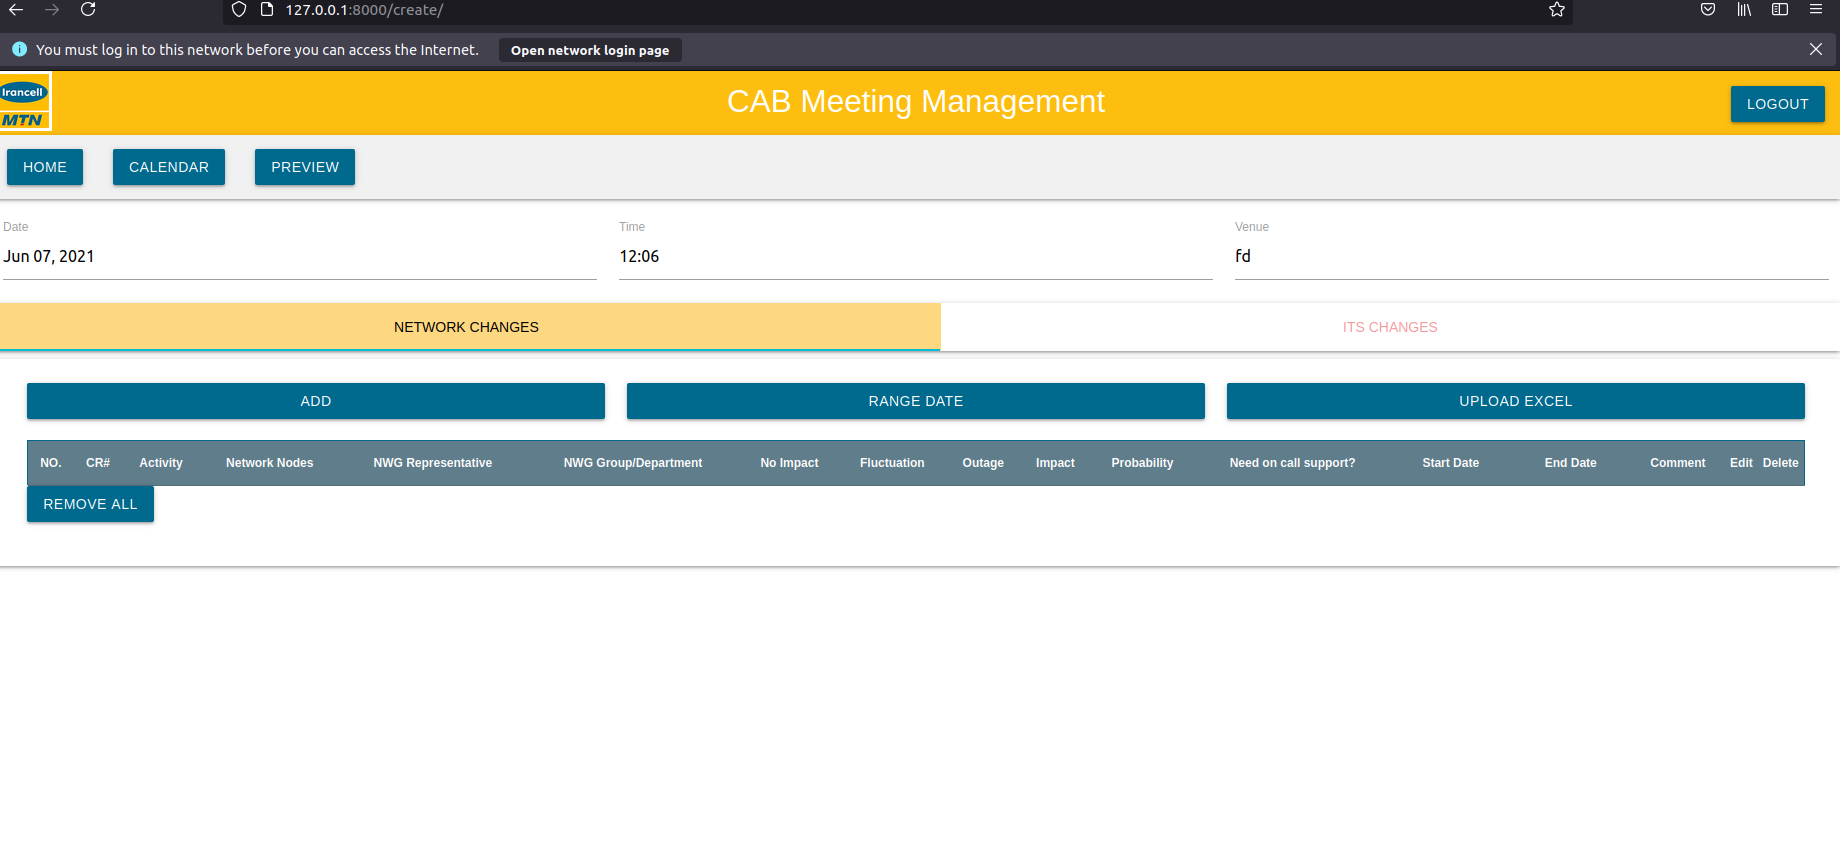 127.0.0.1:8000/create/
You must log in to this network before you can access the Internet. Open network login page
Irancell
MTN
CAB Meeting Management
LOGOUT
HOME CALENDAR PREVIEW
Date Time Venue
Jun 07, 2021 12:06 fd
NETWORK CHANGES ITS CHANGES
ADD RANGE DATE UPLOAD EXCEL
NO. CR# Activity Network Nodes NWG Representative NWG Group/Department No Impact Fluctuation Outage Impact Probability Need on call support? Start Date End Date Comment Edit Delete
REMOVE ALL